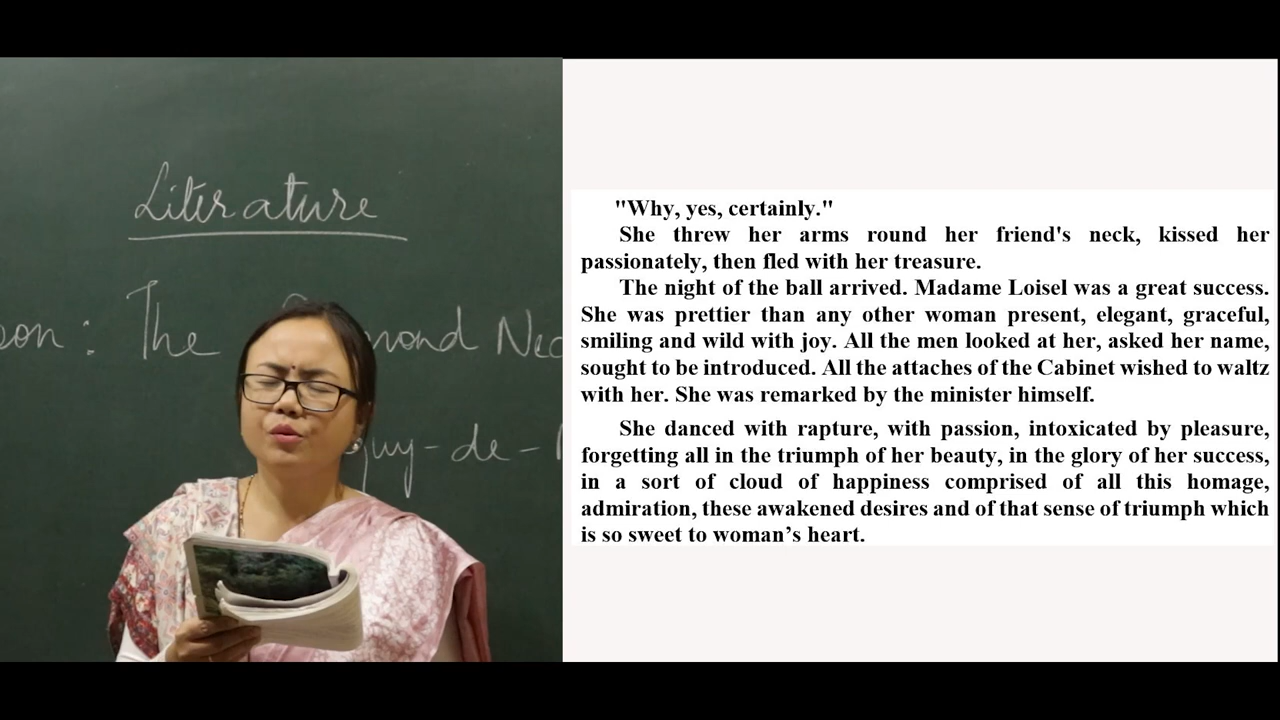 Literature
son : The mond Nec
guy-de-
"Why, yes, certainly."
She threw her arms round her friend's neck, kissed her
passionately, then fled with her treasure.
The night of the ball arrived. Madame Loisel was a great success.
She was prettier than any other woman present, elegant, graceful,
smiling and wild with joy. All the men looked at her, asked her name,
sought to be introduced. All the attaches of the Cabinet wished to waltz
with her. She was remarked by the minister himself.
She danced with rapture, with passion, intoxicated by pleasure,
forgetting all in the triumph of her beauty, in the glory of her success,
in a sort of cloud of happiness comprised of all this homage,
admiration, these awakened desires and of that sense of triumph which
is so sweet to woman’s heart.